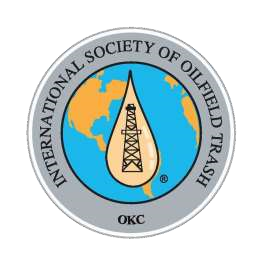 INTERNATIONAL SOCIETY OF OILFIELD TRASH
®
OKC